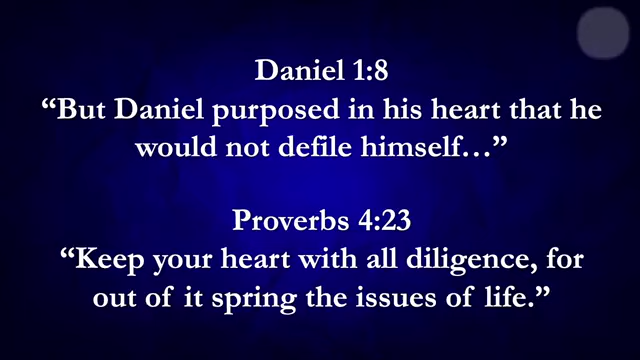 Daniel 1:8
“But Daniel purposed in his heart that he
would not defile himself…”
Proverbs 4:23
“Keep your heart with all diligence, for
out of it spring the issues of life.”